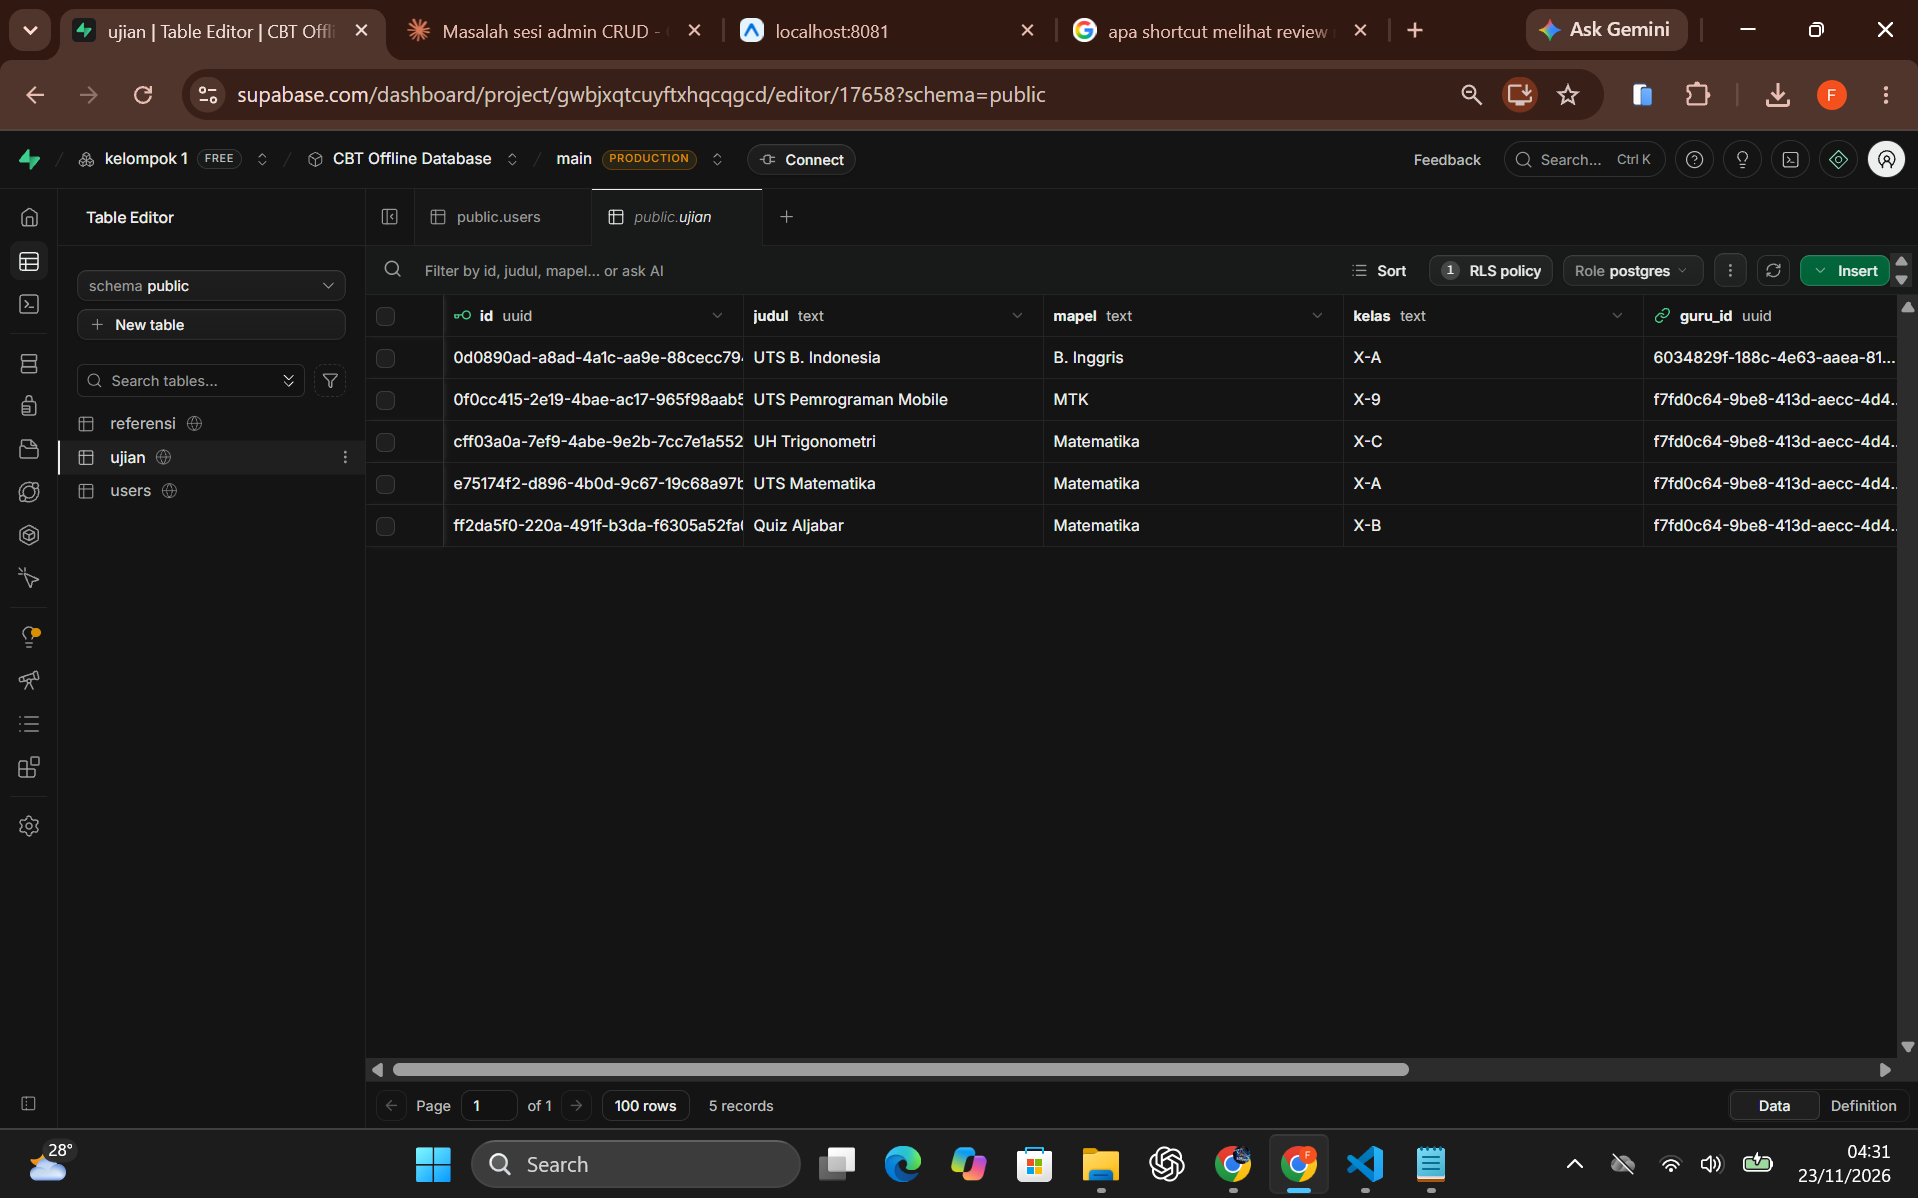 ujian | Table Editor | CBT Offli
Masalah sesi admin CRUD -
localhost:8081
apa shortcut melihat review
Ask Gemini
supabase.com/dashboard/project/gwbjxqtcuyftxhqcqgcd/editor/17658?schema=public
F
kelompok 1 FREE
CBT Offline Database
main PRODUCTION
Connect
Feedback
Search... Ctrl K
Table Editor
public.users
public.ujian
schema public
New table
Search tables...
referensi
ujian
users
Filter by id, judul, mapel... or ask AI
Sort
1 RLS policy
Role postgres
Insert
id uuid judul text mapel text kelas text guru_id uuid
0d0890ad-a8ad-4a1c-aa9e-88cecc794 UTS B. Indonesia B. Inggris X-A 6034829f-188c-4e63-aaea-81...
0f0cc415-2e19-4bae-ac17-965f98aab5 UTS Pemrograman Mobile MTK X-9 f7fd0c64-9be8-413d-aecc-4d4...
cff03a0a-7ef9-4abe-9e2b-7cc7e1a552 UH Trigonometri Matematika X-C f7fd0c64-9be8-413d-aecc-4d4...
e75174f2-d896-4b0d-9c67-19c68a97b UTS Matematika Matematika X-A f7fd0c64-9be8-413d-aecc-4d4...
ff2da5f0-220a-491f-b3da-f6305a52fa Quiz Aljabar Matematika X-B f7fd0c64-9be8-413d-aecc-4d4...
Page 1 of 1 100 rows 5 records
Data Definition
28°
Search
04:31
23/11/2026